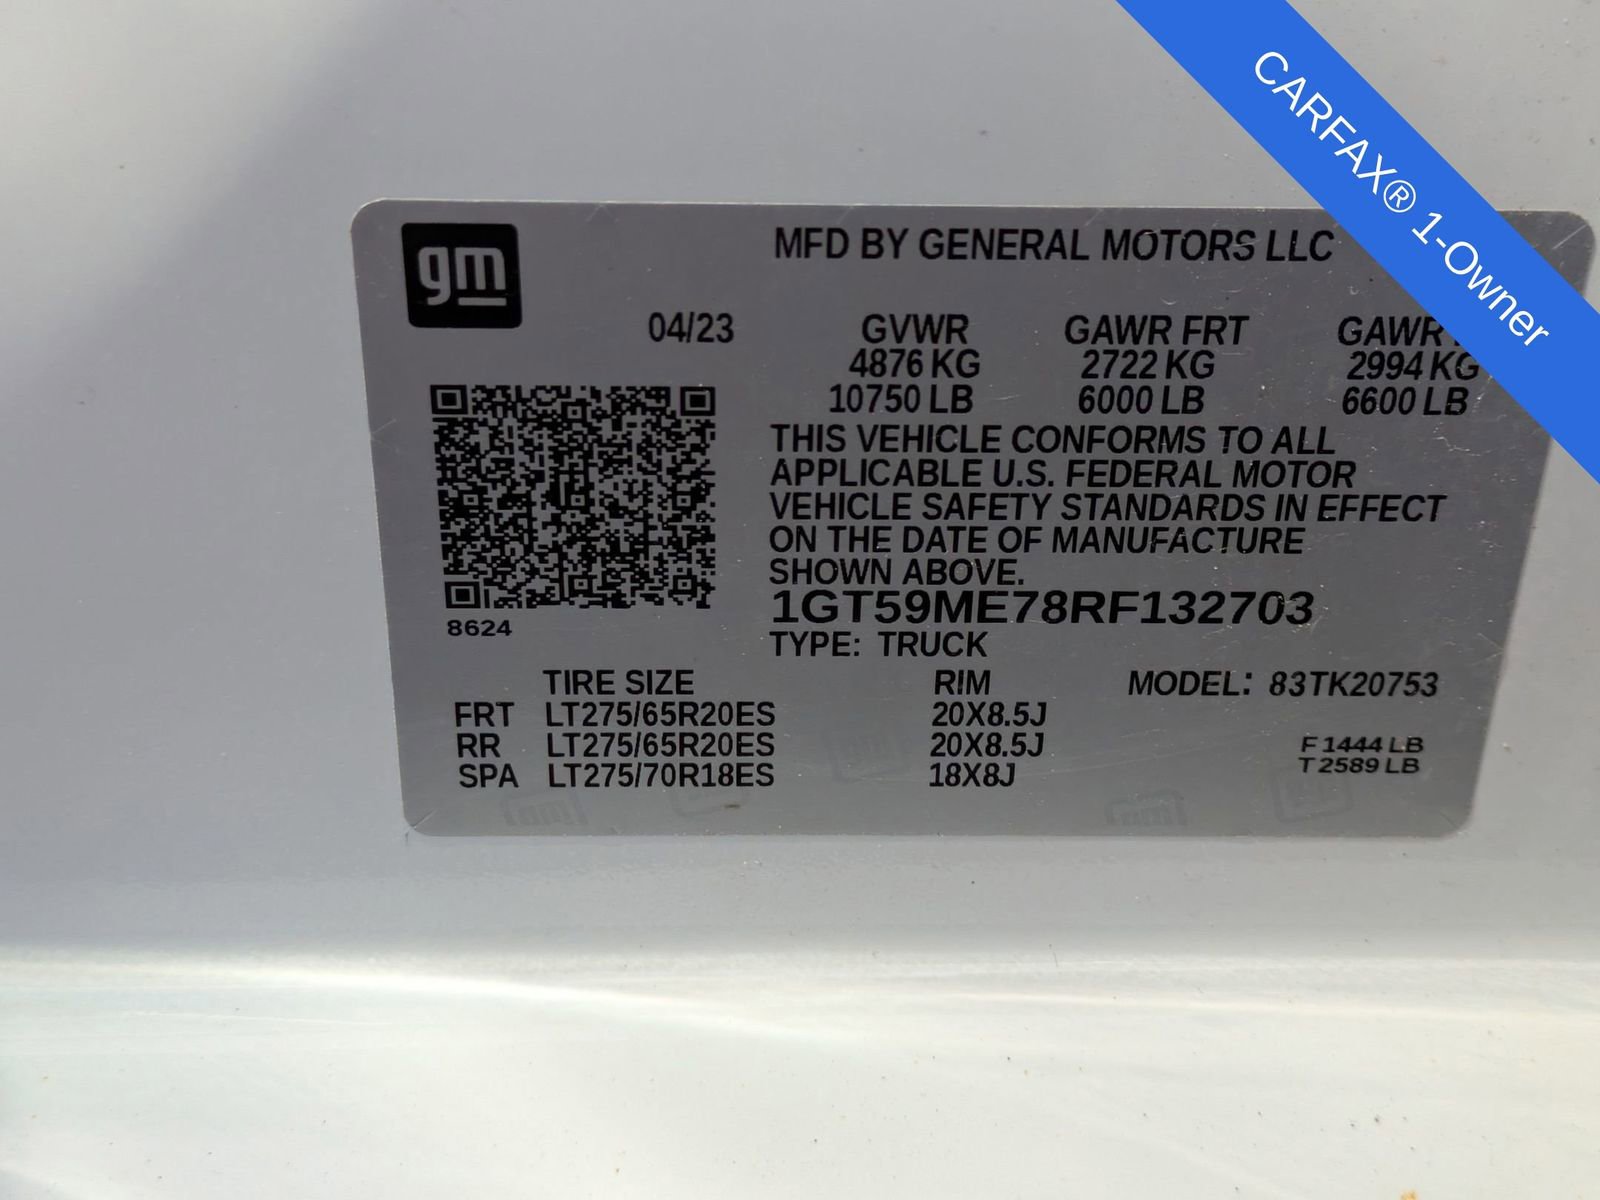 CARFAX® 1-Owner
gm
MFD BY GENERAL MOTORS LLC
04/23
GVWR GAWR FRT GAWR
4876 KG 2722 KG 2994 KG
10750 LB 6000 LB 6600 LB
THIS VEHICLE CONFORMS TO ALL
APPLICABLE U.S. FEDERAL MOTOR
VEHICLE SAFETY STANDARDS IN EFFECT
ON THE DATE OF MANUFACTURE
SHOWN ABOVE.
1GT59ME78RF132703
8624
TYPE: TRUCK
TIRE SIZE RIM MODEL: 83TK20753
FRT LT275/65R20ES 20X8.5J
RR LT275/65R20ES 20X8.5J
SPA LT275/70R18ES 18X8J
F 1444 LB
T 2589 LB